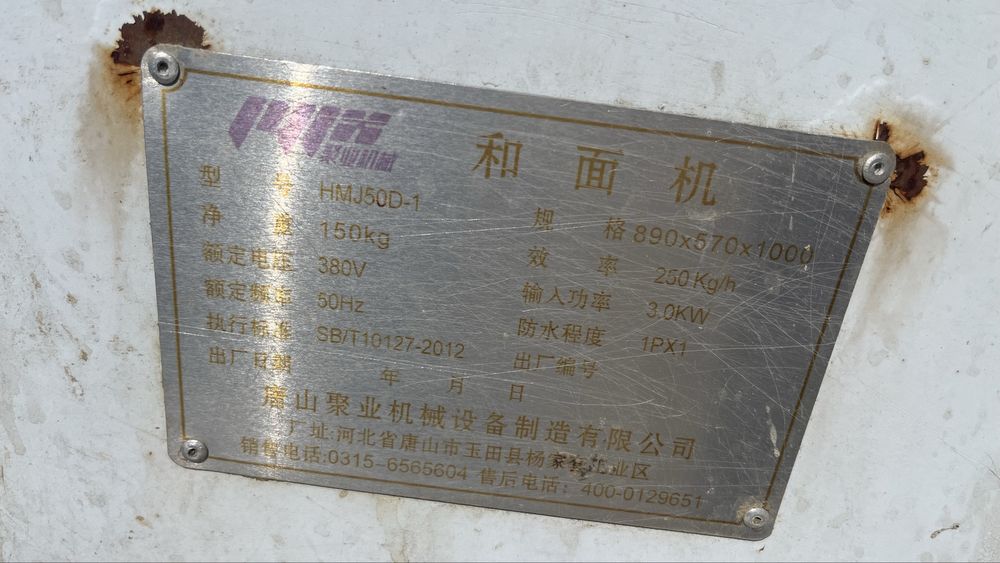 聚业机械
和面机
型号 HMJ50D-1 规格 890x570x1000
净重 150kg 效率 250Kg/h
额定电压 380V 输入功率 3.0KW
额定频率 50Hz 防水程度 1PX1
执行标准 SB/T10127-2012 出厂编号
出厂日期 年 月 日
唐山聚业机械设备制造有限公司
厂址:河北省唐山市玉田县杨家套工业区
销售电话:0315-6565604 售后电话：400-0129651